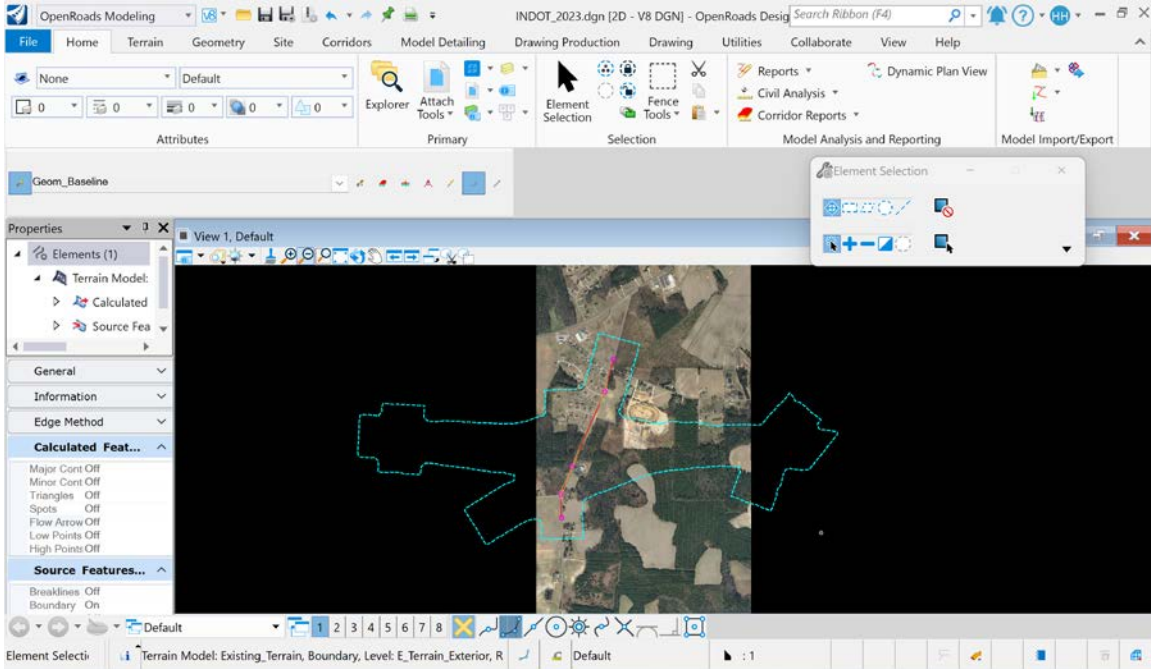 OpenRoads Modeling
INDOT_2023.dgn [2D - V8 DGN] - OpenRoads Desig
Search Ribbon (F4)
HH
File Home Terrain Geometry Site Corridors Model Detailing Drawing Production Drawing Utilities Collaborate View Help
None Default
0 0 0 0 0
Attributes
Explorer Attach Tools
Primary
Element Selection Fence Tools
Selection
Reports Dynamic Plan View
Civil Analysis
Corridor Reports
Model Analysis and Reporting
Model Import/Export
Geom_Baseline
Element Selection
Properties
View 1, Default
Elements (1)
Terrain Model:
Calculated
Source Fea
General
Information
Edge Method
Calculated Feat...
Major Cont Off
Minor Cont Off
Triangles Off
Spots Off
Flow Arrow Off
Low Points Off
High Points Off
Source Features...
Breaklines Off
Boundary On
Default 1 2 3 4 5 6 7 8
Element Selecti Terrain Model: Existing_Terrain, Boundary, Level: E_Terrain_Exterior, R Default : 1